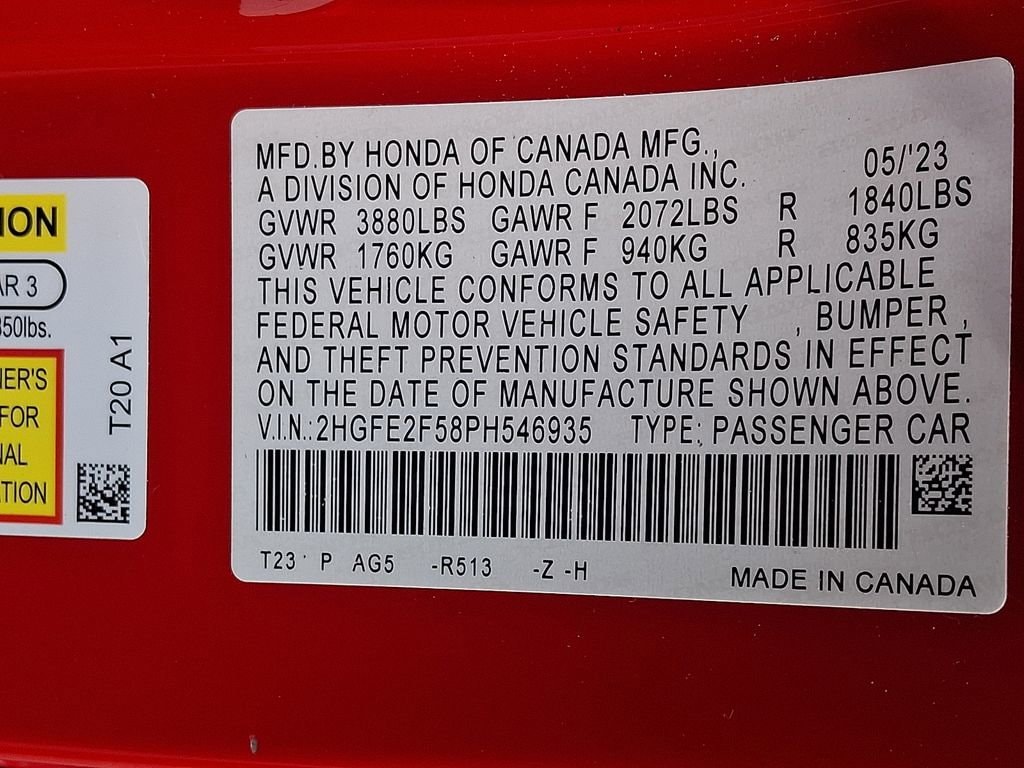 ION
AR 3
350lbs.
NER'S
FOR
NAL
ATION
T20 A1
MFD.BY HONDA OF CANADA MFG.,
A DIVISION OF HONDA CANADA INC. 05/'23
GVWR 3880LBS GAWR F 2072LBS R 1840LBS
GVWR 1760KG GAWR F 940KG R 835KG
THIS VEHICLE CONFORMS TO ALL APPLICABLE
FEDERAL MOTOR VEHICLE SAFETY , BUMPER ,
AND THEFT PREVENTION STANDARDS IN EFFECT
ON THE DATE OF MANUFACTURE SHOWN ABOVE.
V.I.N.:2HGFE2F58PH546935 TYPE: PASSENGER CAR
T23 P AG5 -R513 -Z -H
MADE IN CANADA